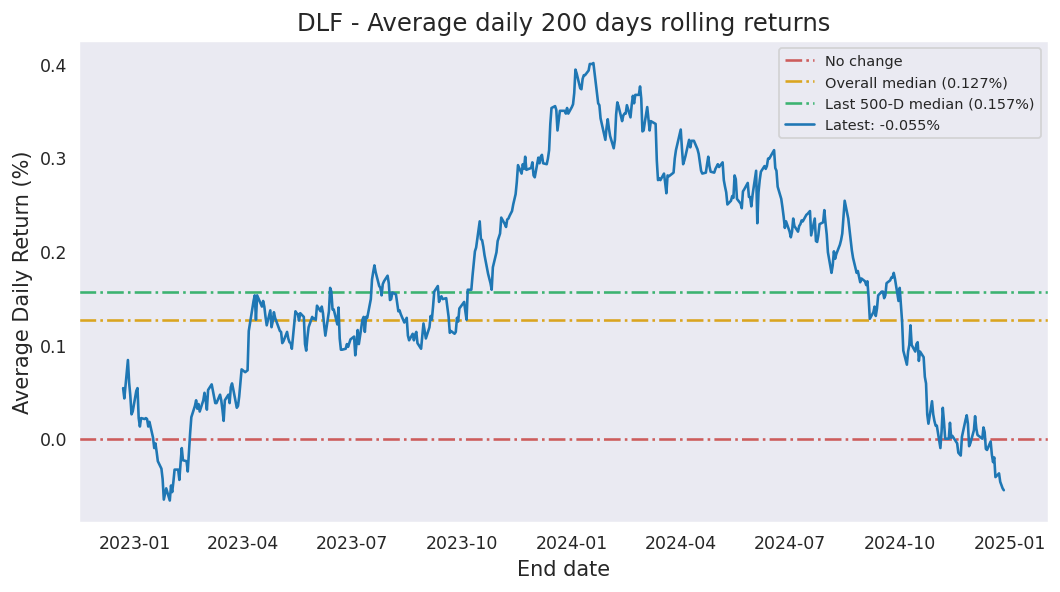 DLF - Average daily 200 days rolling returns
No change
Overall median (0.127%)
Last 500-D median (0.157%)
Latest: -0.055%
Average Daily Return (%)
0.4
0.3
0.2
0.1
0.0
2023-01 2023-04 2023-07 2023-10 2024-01 2024-04 2024-07 2024-10 2025-01
End date